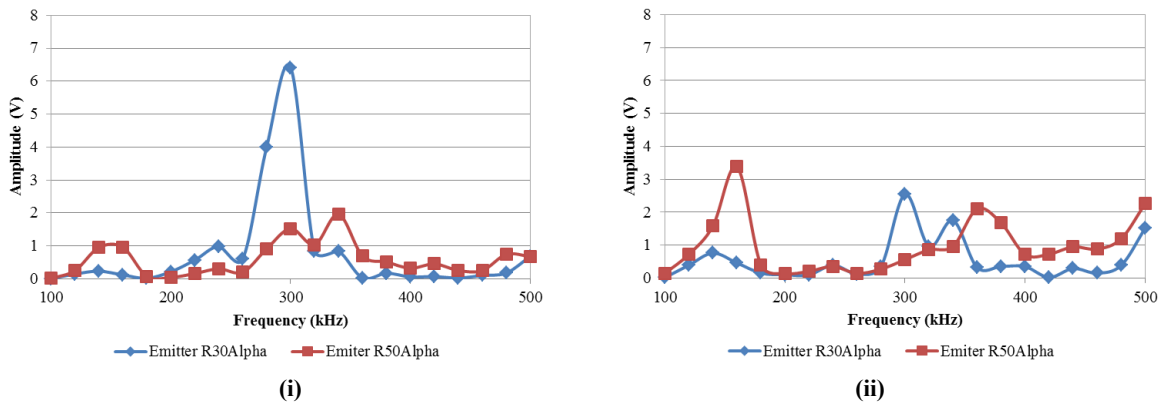 8
7
6
5
4
3
2
1
0
Amplitude (V)
100
200
300
400
500
Frequency (kHz)
Emitter R30Alpha
Emiter R50Alpha
(i)
8
7
6
5
4
3
2
1
0
Amplitude (V)
100
200
300
400
500
Frequency (kHz)
Emitter R30Alpha
Emiter R50Alpha
(ii)